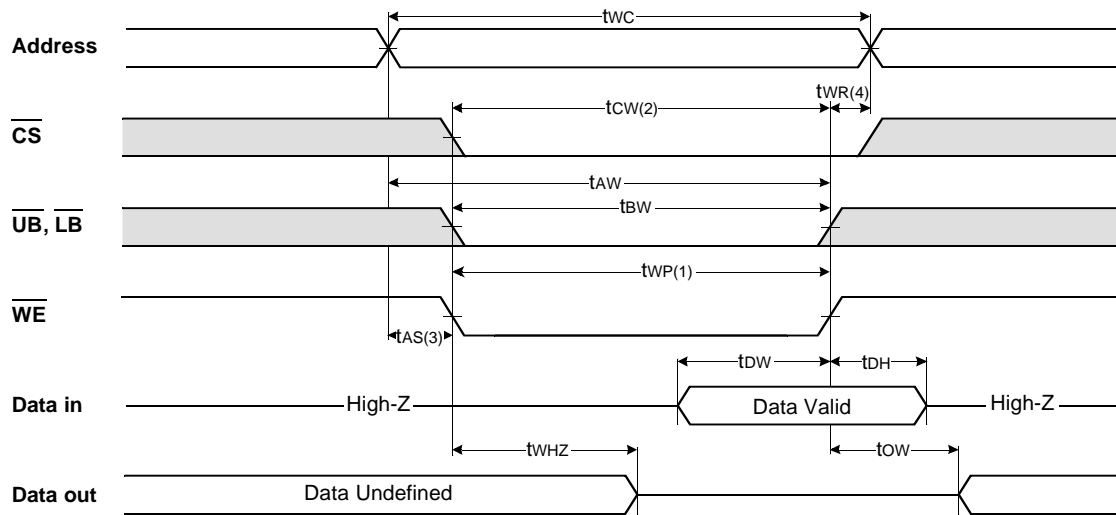 tWC
Address
tCW(2)
tWR(4)
CS
tAW
tBW
UB, LB
tWP(1)
WE
tAS(3)
tDW
tDH
Data in
High-Z
Data Valid
High-Z
tWHZ
tOW
Data out
Data Undefined